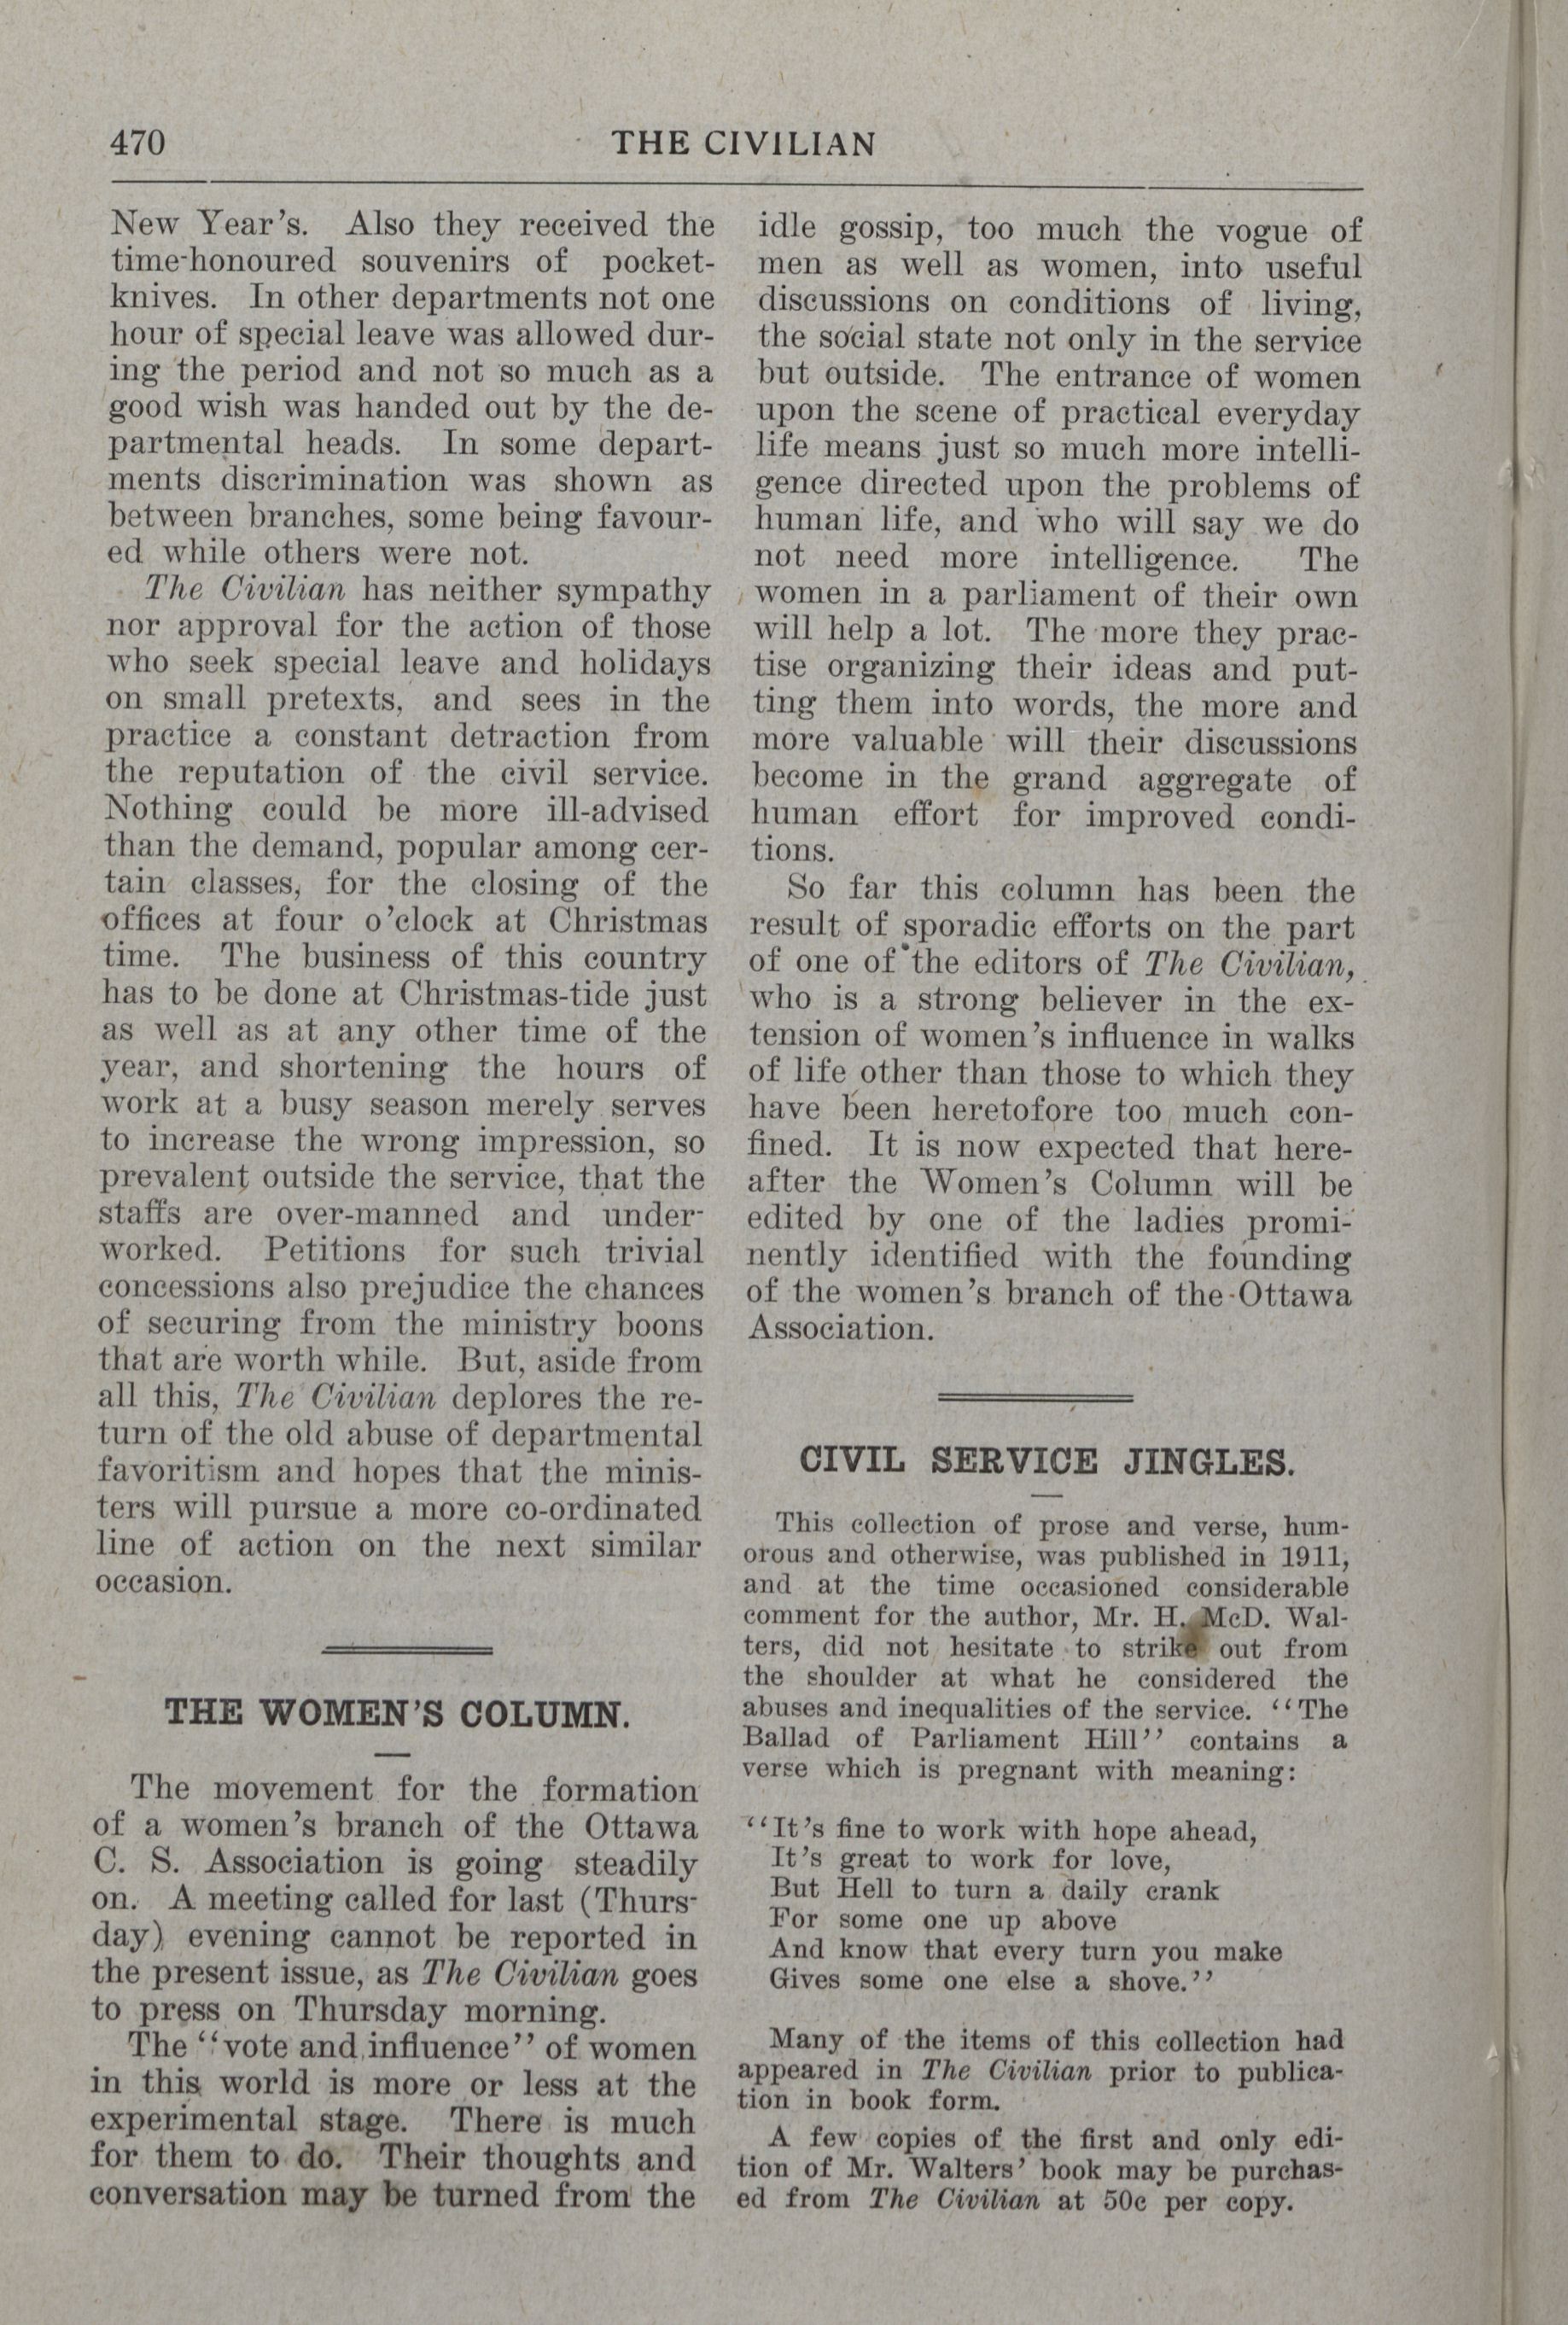 470
THE CIVILIAN
New Year's. Also they received the
time-honoured souvenirs of pocket-
knives. In other departments not one
hour of special leave was allowed dur-
ing the period and not so much as a
good wish was handed out by the de-
partmental heads. In some depart-
ments discrimination was shown as
between branches, some being favour-
ed while others were not.
The Civilian has neither sympathy
nor approval for the action of those
who seek special leave and holidays
on small pretexts, and sees in the
practice a constant detraction from
the reputation of the civil service.
Nothing could be more ill-advised
than the demand, popular among cer-
tain classes, for the closing of the
offices at four o'clock at Christmas
time. The business of this country
has to be done at Christmas-tide just
as well as at any other time of the
year, and shortening the hours of
work at a busy season merely serves
to increase the wrong impression, so
prevalent outside the service, that the
staffs are over-manned and under-
worked. Petitions for such trivial
concessions also prejudice the chances
of securing from the ministry boons
that are worth while. But, aside from
all this, The Civilian deplores the re-
turn of the old abuse of departmental
favoritism and hopes that the minis-
ters will pursue a more co-ordinated
line of action on the next similar
occasion.
THE WOMEN'S COLUMN.
The movement for the formation
of a women's branch of the Ottawa
C. S. Association is going steadily
on. A meeting called for last (Thurs-
day) evening cannot be reported in
the present issue, as The Civilian goes
to press on Thursday morning.
The "vote and influence" of women
in this world is more or less at the
experimental stage. There is much
for them to do. Their thoughts and
conversation may be turned from the
idle gossip, too much the vogue of
men as well as women, into useful
discussions on conditions of living,
the social state not only in the service
but outside. The entrance of women
upon the scene of practical everyday
life means just so much more intelli-
gence directed upon the problems of
human life, and who will say we do
not need more intelligence. The
women in a parliament of their own
will help a lot. The more they prac-
tise organizing their ideas and put-
ting them into words, the more and
more valuable will their discussions
become in the grand aggregate of
human effort for improved condi-
tions.
So far this column has been the
result of sporadic efforts on the part
of one of the editors of The Civilian,
who is a strong believer in the ex-
tension of women's influence in walks
of life other than those to which they
have been heretofore too much con-
fined. It is now expected that here-
after the Women's Column will be
edited by one of the ladies promi-
nently identified with the founding
of the women's branch of the Ottawa
Association.
CIVIL SERVICE JINGLES.
This collection of prose and verse, hum-
orous and otherwise, was published in 1911,
and at the time occasioned considerable
comment for the author, Mr. H. McD. Wal-
ters, did not hesitate to strike out from
the shoulder at what he considered the
abuses and inequalities of the service. "The
Ballad of Parliament Hill" contains a
verse which is pregnant with meaning:
"It's fine to work with hope ahead,
It's great to work for love,
But Hell to turn a daily crank
For some one up above
And know that every turn you make
Gives some one else a shove."
Many of the items of this collection had
appeared in The Civilian prior to publica-
tion in book form.
A few copies of the first and only edi-
tion of Mr. Walters' book may be purchas-
ed from The Civilian at 50c per copy.